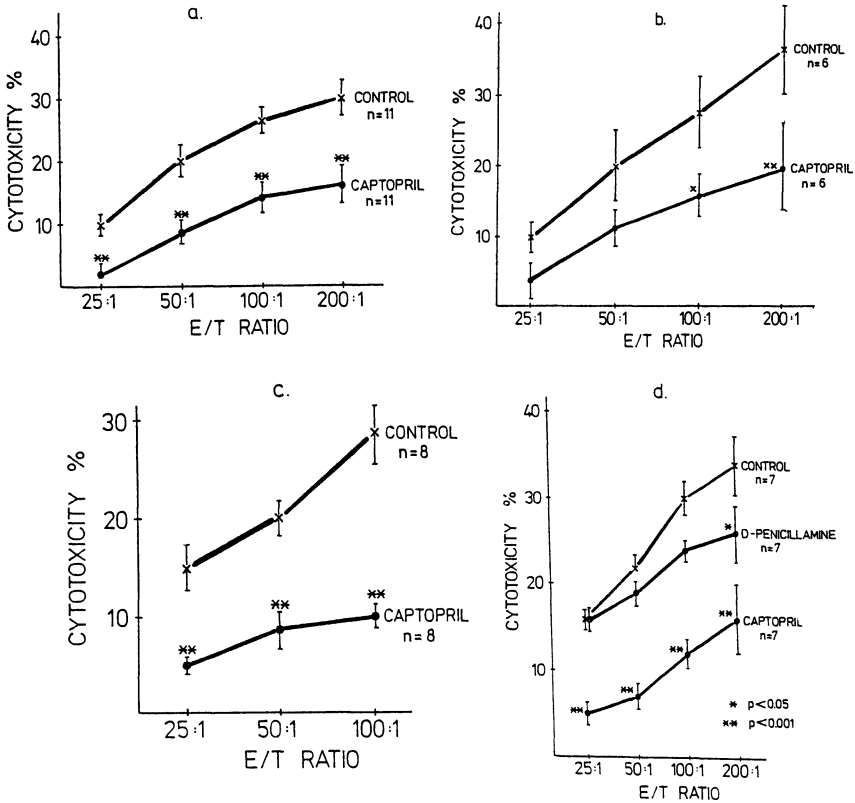 a.
CYTOTOXICITY %
40
30
20
10
CONTROL
n=11
CAPTOPRIL
n=11
**
**
**
**
25:1 50:1 100:1 200:1
E/T RATIO
b.
CYTOTOXICITY %
40
30
20
10
CONTROL
n=6
CAPTOPRIL
n=6
*
**
25:1 50:1 100:1 200:1
E/T RATIO
c.
CYTOTOXICITY %
30
20
10
CONTROL
n=8
CAPTOPRIL
n=8
**
**
**
25:1 50:1 100:1
E/T RATIO
d.
CYTOTOXICITY %
40
30
20
10
CONTROL
n=7
D-PENICILLAMINE
n=7
*
CAPTOPRIL
n=7
**
**
**
**
* p<0.05
** p<0.001
25:1 50:1 100:1 200:1
E/T RATIO